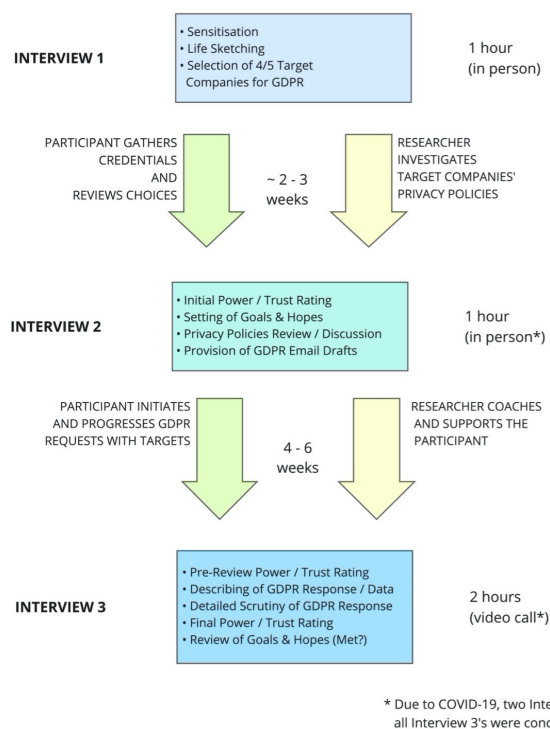 INTERVIEW 1
• Sensitisation
• Life Sketching
• Selection of 4/5 Target
Companies for GDPR
1 hour
(in person)
PARTICIPANT GATHERS
CREDENTIALS
AND
REVIEWS CHOICES
~ 2 - 3
weeks
RESEARCHER
INVESTIGATES
TARGET COMPANIES'
PRIVACY POLICIES
INTERVIEW 2
• Initial Power / Trust Rating
• Setting of Goals & Hopes
• Privacy Policies Review / Discussion
• Provision of GDPR Email Drafts
1 hour
(in person*)
PARTICIPANT INITIATES
AND PROGRESSES GDPR
REQUESTS WITH TARGETS
4 - 6
weeks
RESEARCHER COACHES
AND SUPPORTS THE
PARTICIPANT
INTERVIEW 3
• Pre-Review Power / Trust Rating
• Describing of GDPR Response / Data
• Detailed Scrutiny of GDPR Response
• Final Power / Trust Rating
• Review of Goals & Hopes (Met?)
2 hours
(video call*)
* Due to COVID-19, two
all Interview 3's were